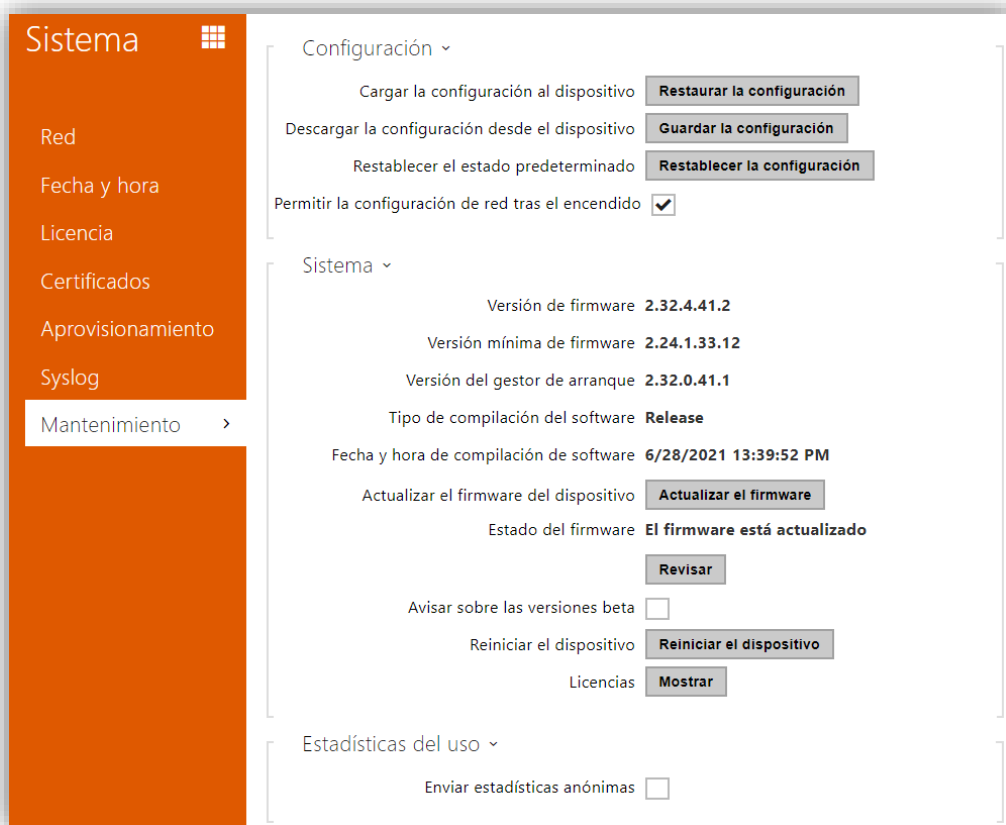 Sistema
Red
Fecha y hora
Licencia
Certificados
Aprovisionamiento
Syslog
Mantenimiento
Configuración
Cargar la configuración al dispositivo Restaurar la configuración
Descargar la configuración desde el dispositivo Guardar la configuración
Restablecer el estado predeterminado Restablecer la configuración
Permitir la configuración de red tras el encendido
Sistema
Versión de firmware 2.32.4.41.2
Versión mínima de firmware 2.24.1.33.12
Versión del gestor de arranque 2.32.0.41.1
Tipo de compilación del software Release
Fecha y hora de compilación de software 6/28/2021 13:39:52 PM
Actualizar el firmware del dispositivo Actualizar el firmware
Estado del firmware El firmware está actualizado
Revisar
Avisar sobre las versiones beta
Reiniciar el dispositivo Reiniciar el dispositivo
Licencias Mostrar
Estadísticas del uso
Enviar estadísticas anónimas